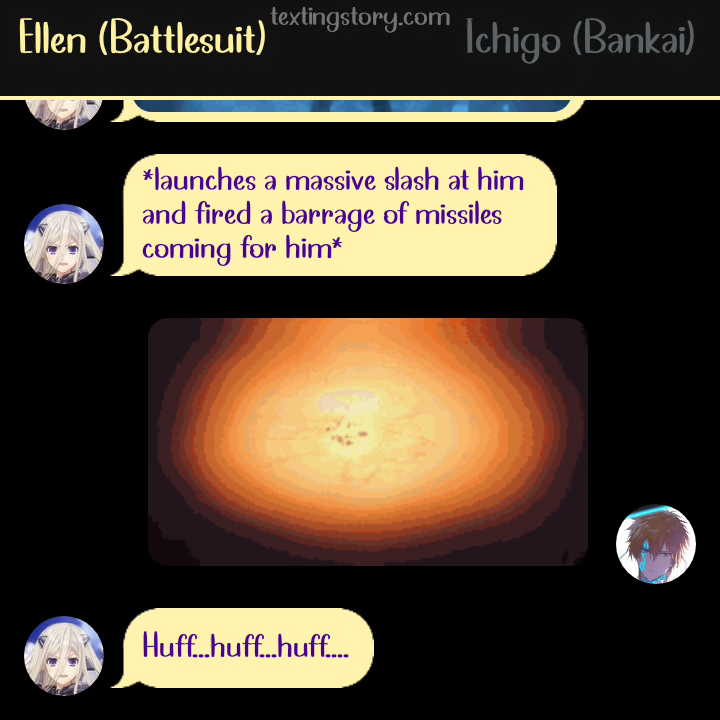 textingstory.com
Ellen (Battlesuit)
Ichigo (Bankai)
*launches a massive slash at him
and fired a barrage of missiles
coming for him*
Huff...huff...huff....